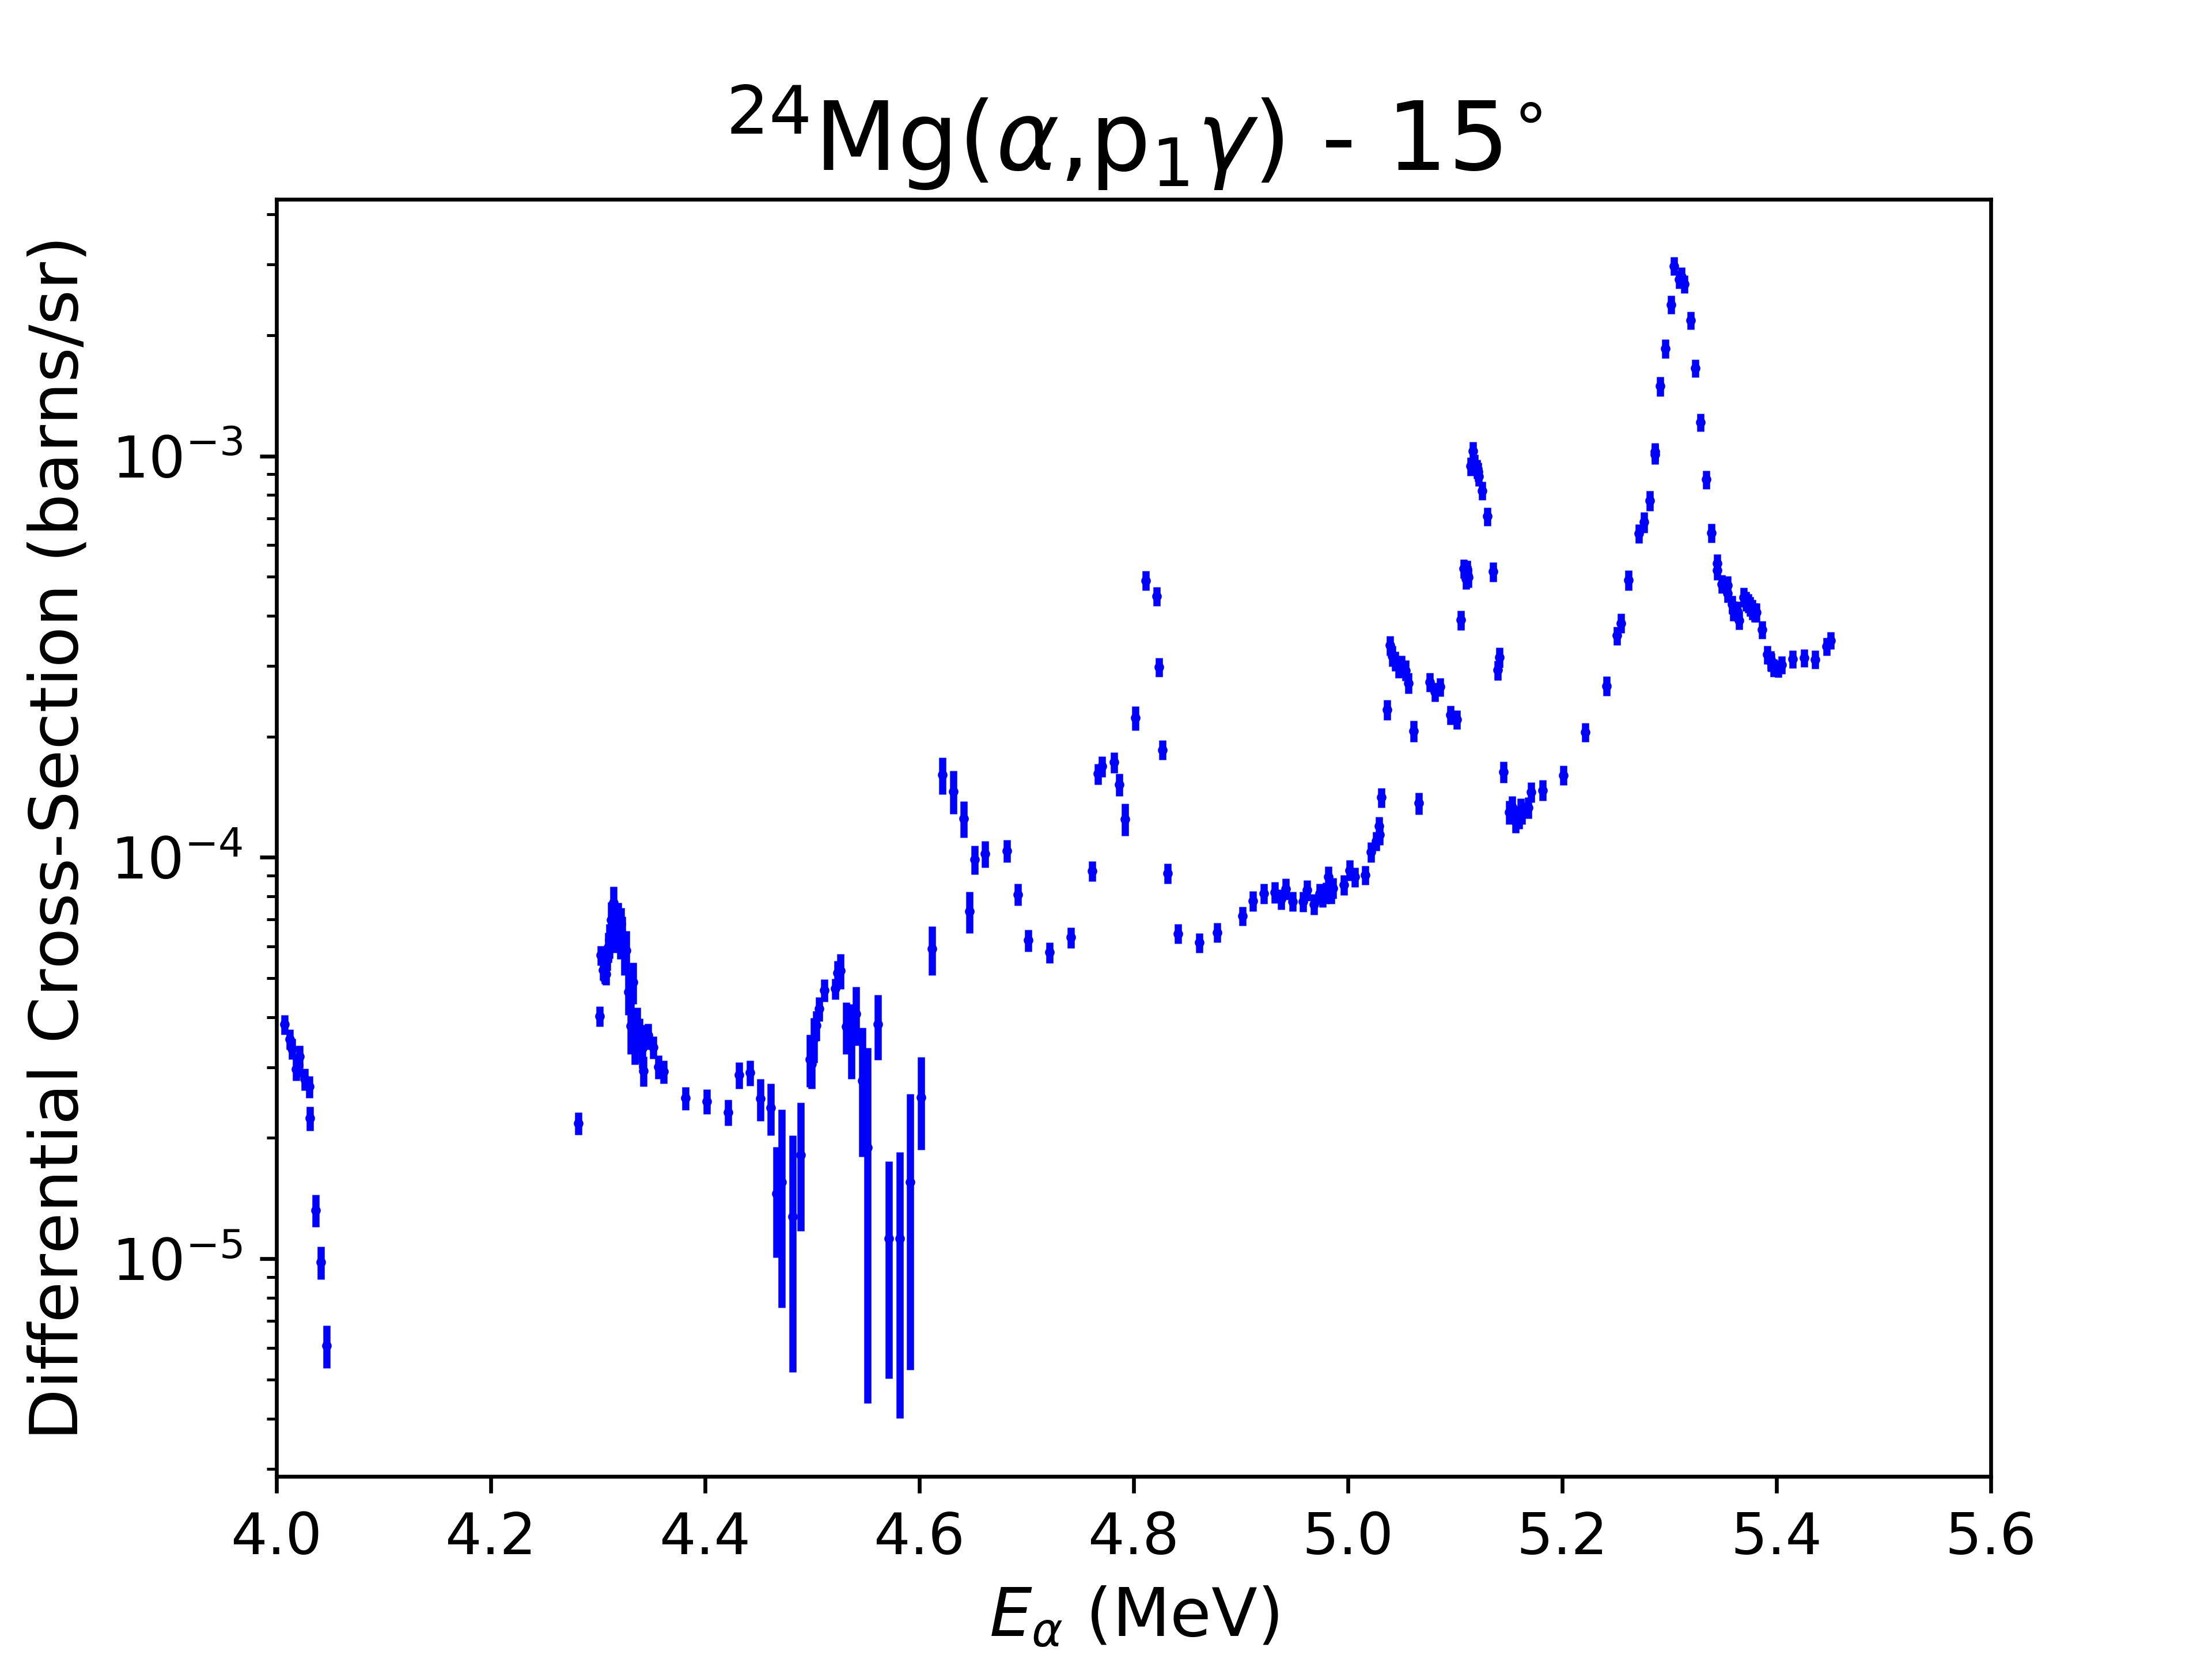 ²⁴Mg(α,p₁γ) - 15°
Differential Cross-Section (barns/sr)
10⁻³
10⁻⁴
10⁻⁵
4.0 4.2 4.4 4.6 4.8 5.0 5.2 5.4 5.6
Eα (MeV)